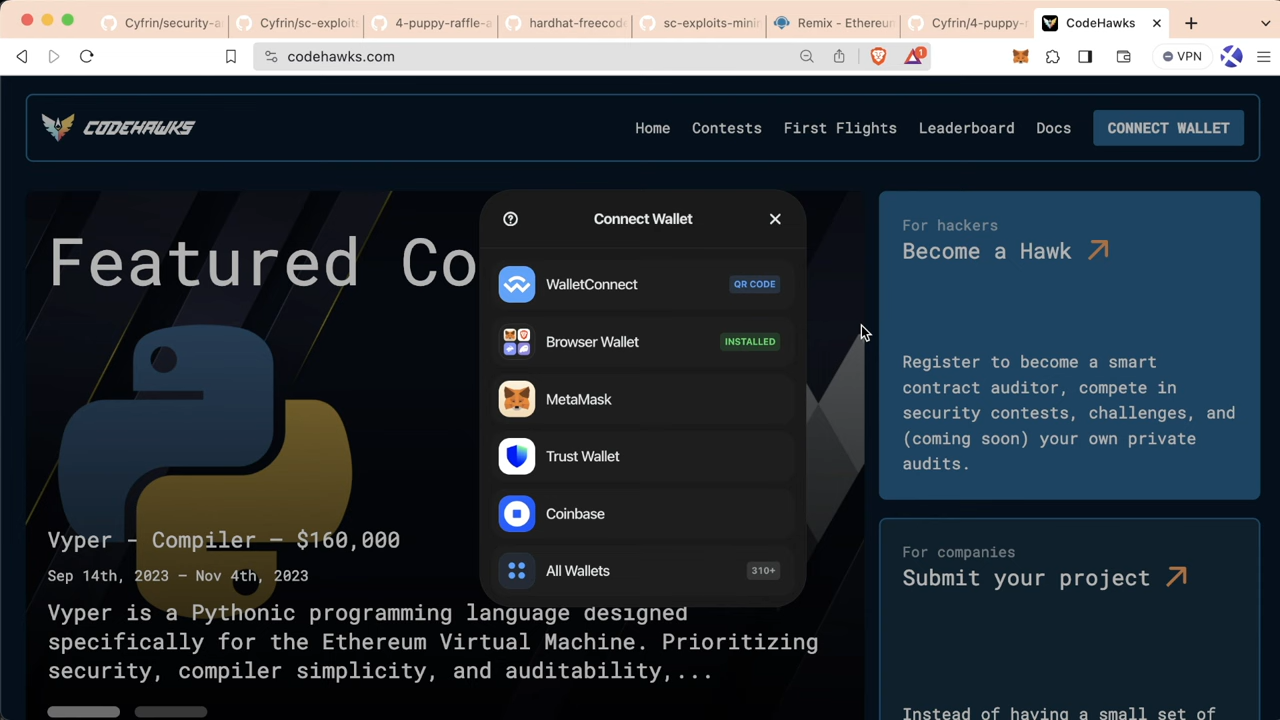 Cyfrin/security-a
Cyfrin/sc-exploits
4-puppy-raffle-a
hardhat-freecode
sc-exploits-mini
Remix - Ethereun
Cyfrin/4-puppy-r
CodeHawks
codehawks.com
1
VPN
CODEHAWKS
Home
Contests
First Flights
Leaderboard
Docs
CONNECT WALLET
Featured Co
Vyper - Compiler — $160,000
Sep 14th, 2023 — Nov 4th, 2023
Vyper is a Pythonic programming language designed
specifically for the Ethereum Virtual Machine. Prioritizing
security, compiler simplicity, and auditability,...
Connect Wallet
WalletConnect
QR CODE
Browser Wallet
INSTALLED
MetaMask
Trust Wallet
Coinbase
All Wallets
310+
For hackers
Become a Hawk
Register to become a smart
contract auditor, compete in
security contests, challenges, and
(coming soon) your own private
audits.
For companies
Submit your project
Instead of having a small set of